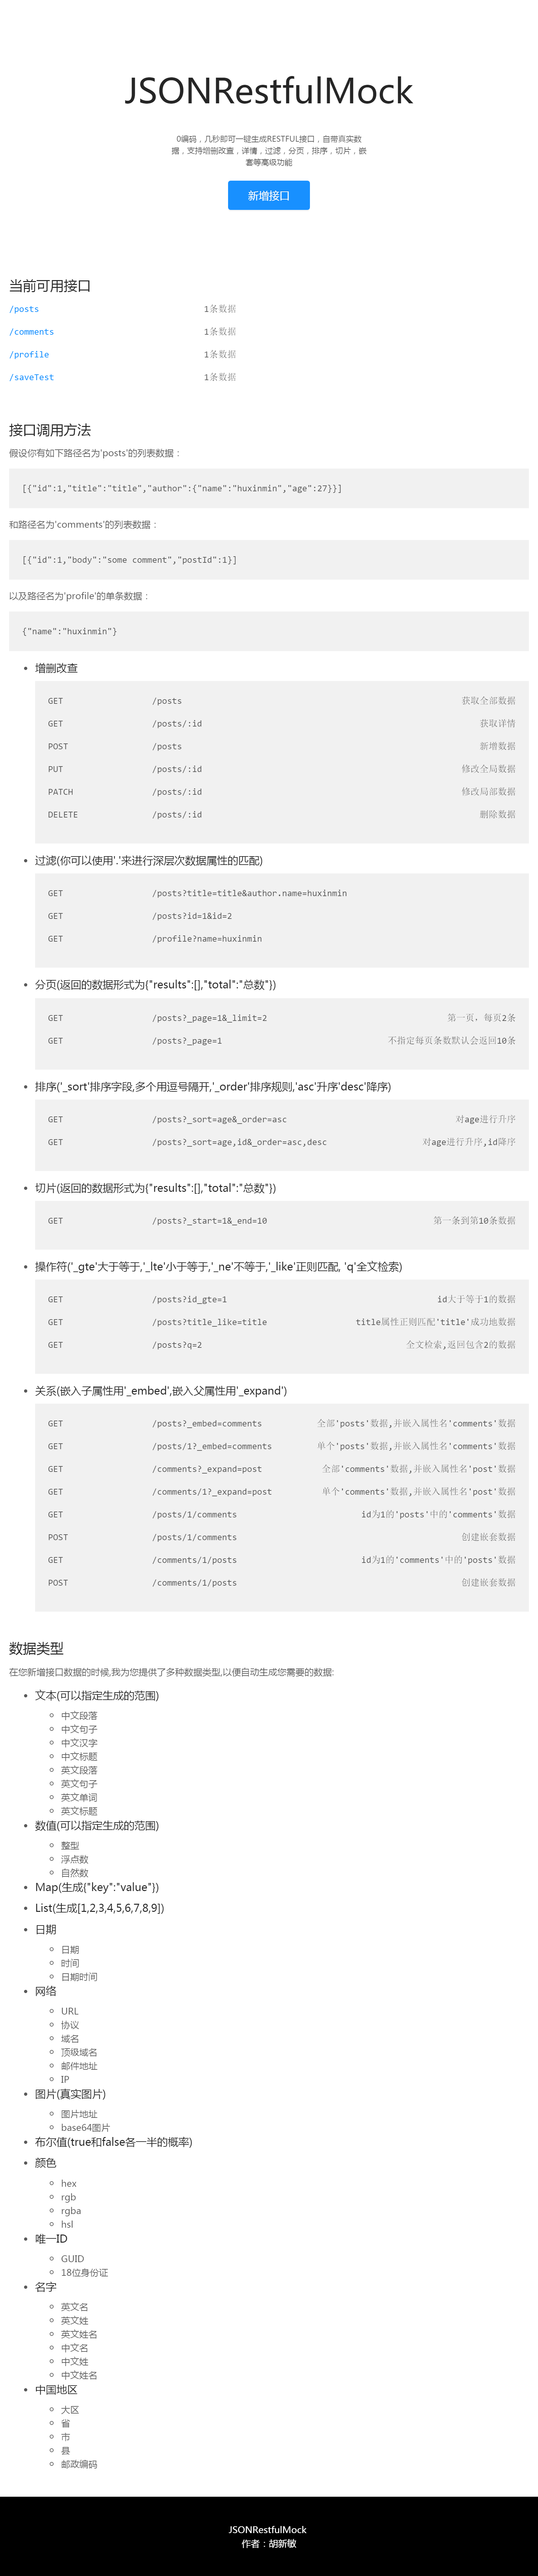 JSONRestfulMock
0编码，几秒即可一键生成RESTFUL接口，自带真实数
据，支持增删改查，详情，过滤，分页，排序，切片，嵌
套等高级功能
新增接口
当前可用接口
/posts 1条数据
/comments 1条数据
/profile 1条数据
/saveTest 1条数据
接口调用方法
假设你有如下路径名为'posts'的列表数据：
[{"id":1,"title":"title","author":{"name":"huxinmin","age":27}}]
和路径名为'comments'的列表数据：
[{"id":1,"body":"some comment","postId":1}]
以及路径名为'profile'的单条数据：
{"name":"huxinmin"}
增删改查
GET /posts 获取全部数据
GET /posts/:id 获取详情
POST /posts 新增数据
PUT /posts/:id 修改全局数据
PATCH /posts/:id 修改局部数据
DELETE /posts/:id 删除数据
过滤(你可以使用'.'来进行深层次数据属性的匹配)
GET /posts?title=title&author.name=huxinmin
GET /posts?id=1&id=2
GET /profile?name=huxinmin
分页(返回的数据形式为{"results":[],"total":"总数"})
GET /posts?_page=1&_limit=2 第一页，每页2条
GET /posts?_page=1 不指定每页条数默认会返回10条
排序('_sort'排序字段,多个用逗号隔开,'_order'排序规则,'asc'升序'desc'降序)
GET /posts?_sort=age&_order=asc 对age进行升序
GET /posts?_sort=age,id&_order=asc,desc 对age进行升序,id降序
切片(返回的数据形式为{"results":[],"total":"总数"})
GET /posts?_start=1&_end=10 第一条到第10条数据
操作符('_gte'大于等于,'_lte'小于等于,'_ne'不等于,'_like'正则匹配, 'q'全文检索)
GET /posts?id_gte=1 id大于等于1的数据
GET /posts?title_like=title title属性正则匹配'title'成功地数据
GET /posts?q=2 全文检索,返回包含2的数据
关系(嵌入子属性用'_embed',嵌入父属性用'_expand')
GET /posts?_embed=comments 全部'posts'数据,并嵌入属性名'comments'数据
GET /posts/1?_embed=comments 单个'posts'数据,并嵌入属性名'comments'数据
GET /comments?_expand=post 全部'comments'数据,并嵌入属性名'post'数据
GET /comments/1?_expand=post 单个'comments'数据,并嵌入属性名'post'数据
GET /posts/1/comments id为1的'posts'中的'comments'数据
POST /posts/1/comments 创建嵌套数据
GET /comments/1/posts id为1的'comments'中的'posts'数据
POST /comments/1/posts 创建嵌套数据
数据类型
在您新增接口数据的时候,我为您提供了多种数据类型,以便自动生成您需要的数据:
文本(可以指定生成的范围)
中文段落
中文句子
中文汉字
中文标题
英文段落
英文句子
英文单词
英文标题
数值(可以指定生成的范围)
整型
浮点数
自然数
Map(生成{"key":"value"})
List(生成[1,2,3,4,5,6,7,8,9])
日期
日期
时间
日期时间
网络
URL
协议
域名
顶级域名
邮件地址
IP
图片(真实图片)
图片地址
base64图片
布尔值(true和false各一半的概率)
颜色
hex
rgb
rgba
hsl
唯一ID
GUID
18位身份证
名字
英文名
英文姓
英文姓名
中文名
中文姓
中文姓名
中国地区
大区
省
市
县
邮政编码
JSONRestfulMock
作者：胡新敏